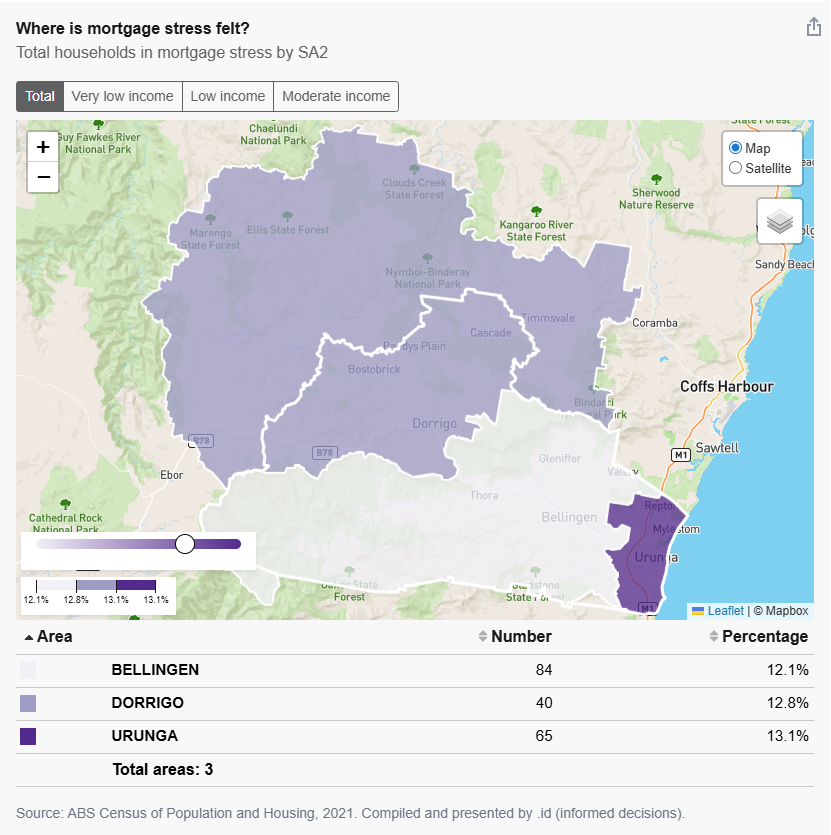 Where is mortgage stress felt?
Total households in mortgage stress by SA2
Total
Very low income
Low income
Moderate income
State Forest
Guy Fawkes River
National Park
Chaelundi
National Park
+
−
Map
Satellite
Clouds Creek
State Forest
Sherwood
Nature Reserve
Marengo
State Forest
Ellis State Forest
Kangaroo River
State Forest
Sandy Beach
Nymboi-Binderay
National Park
Timmsvale
Coramba
Cascade
Paddys Plain
Bostobrick
Coffs Harbour
Bindarri
National Park
Dorrigo
B78
B78
M1
Sawtell
Gleniffer
Valery
Ebor
Thora
Repton
Cathedral Rock
National Park
Bellingen
Mylestom
Urunga
Oakes State
Forest
Gladstone
State Forest
M1
12.1%
12.8%
13.1%
13.1%
Leaflet | © Mapbox
Area
Number
Percentage
BELLINGEN
84
12.1%
DORRIGO
40
12.8%
URUNGA
65
13.1%
Total areas: 3
Source: ABS Census of Population and Housing, 2021. Compiled and presented by .id (informed decisions).